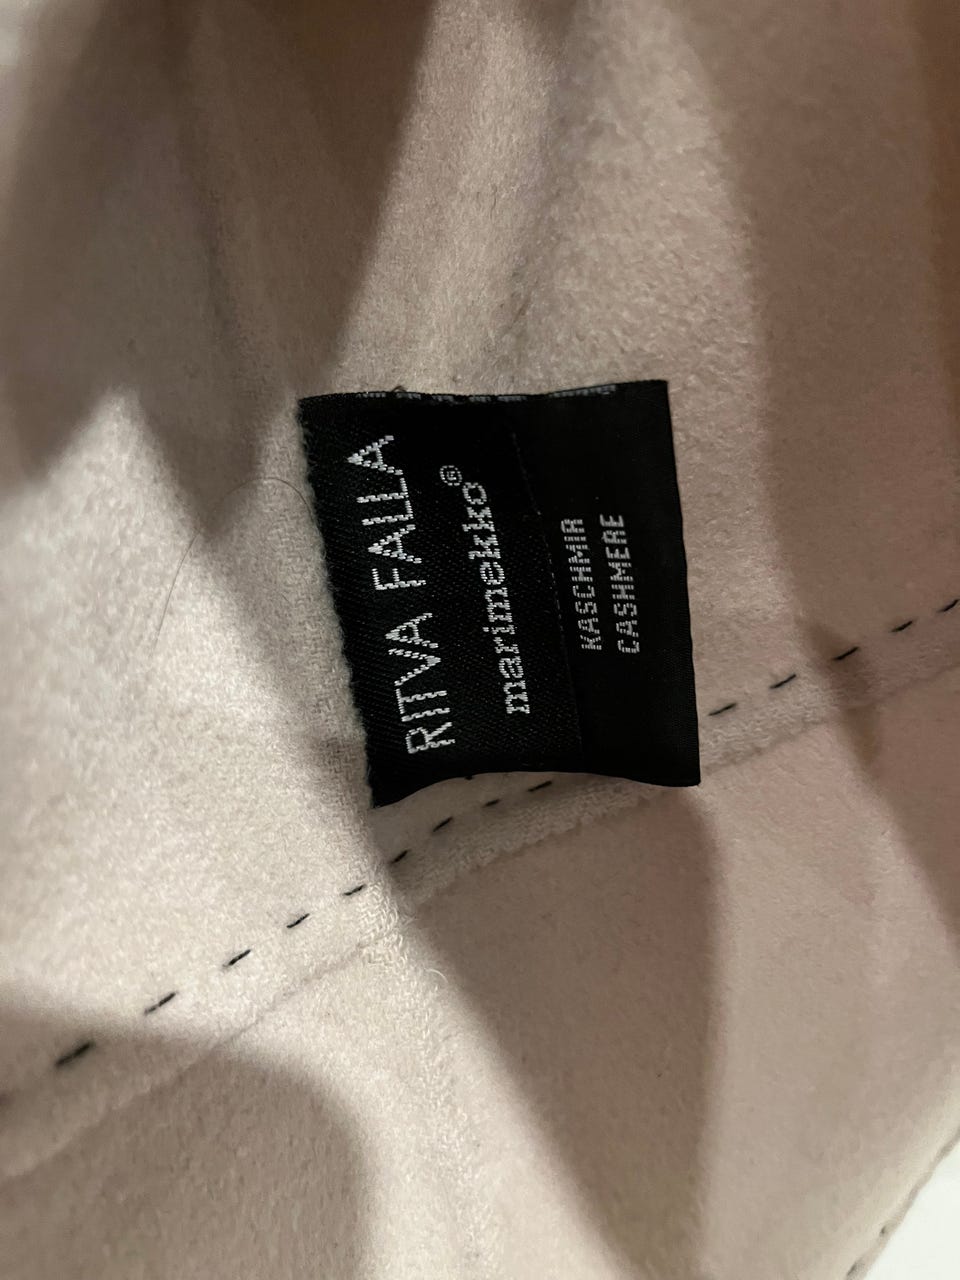 RITVA FALLA
marimekko®
KASCHMIR
CASHMERE